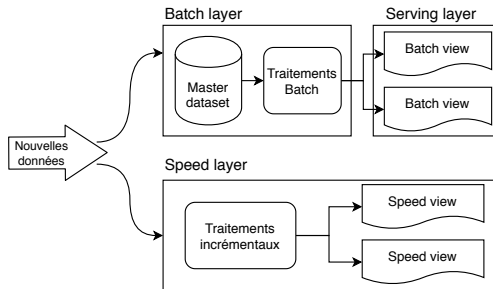 Batch layer
Serving layer
Master
dataset
Traitements
Batch
Batch view
Batch view
Nouvelles
données
Speed layer
Traitements
incrémentaux
Speed view
Speed view